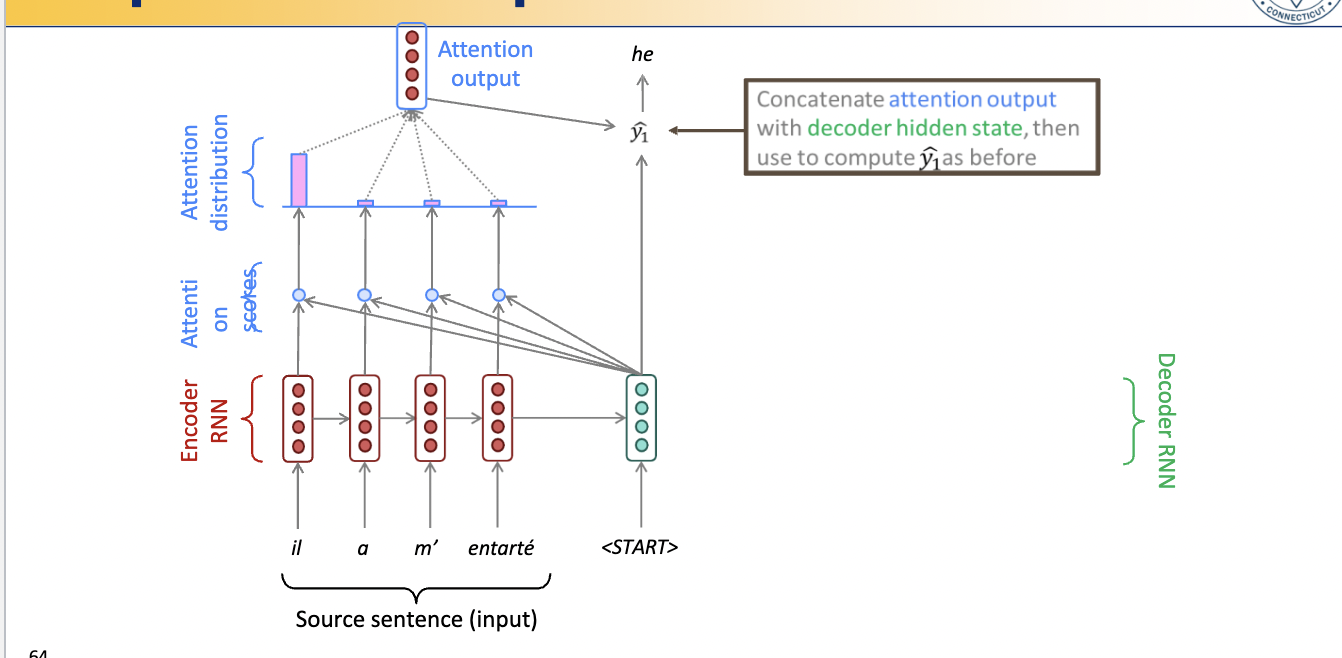 CONNECTICUT
Attention
output
he
ŷ₁
Concatenate attention output
with decoder hidden state, then
use to compute ŷ₁ as before
Attention
distribution
Attenti
on
scores
Encoder
RNN
Decoder RNN
il a m’ entarté <START>
Source sentence (input)
64